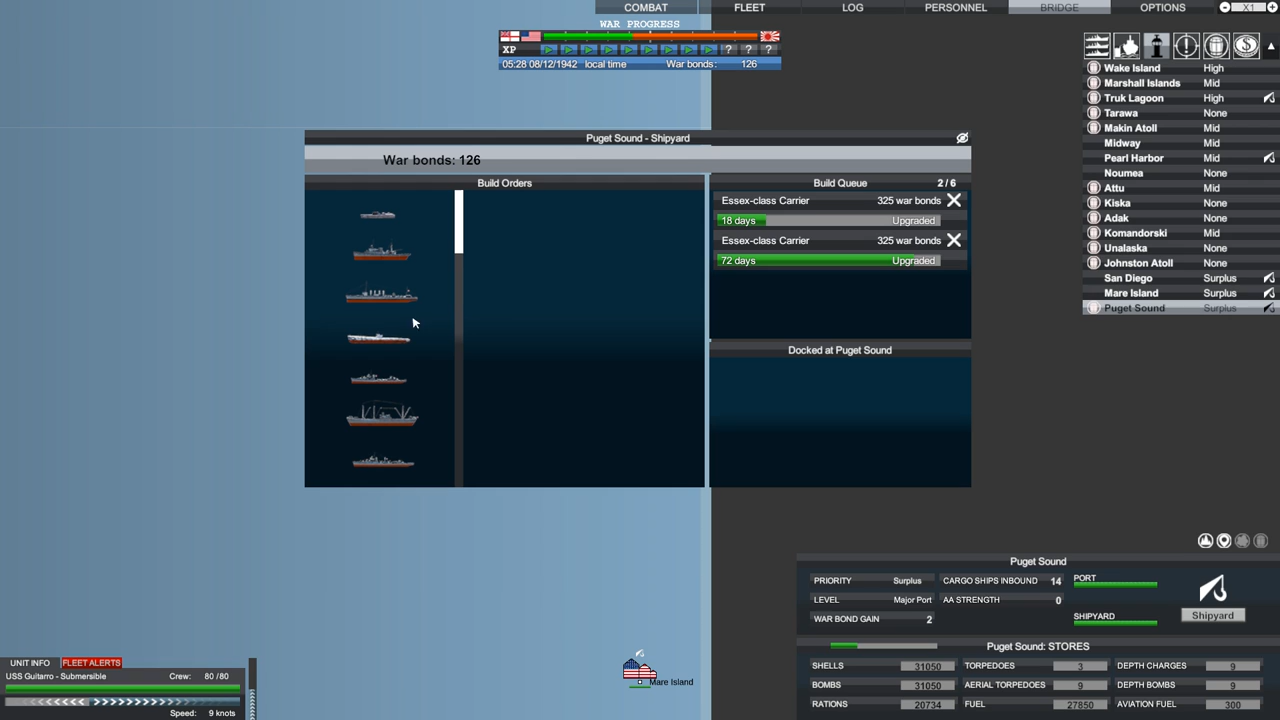 COMBAT FLEET LOG PERSONNEL BRIDGE OPTIONS X1
WAR PROGRESS
XP ? ? ?
05:28 08/12/1942 local time War bonds: 126
Wake Island High
Marshall Islands Mid
Truk Lagoon High
Tarawa None
Makin Atoll Mid
Midway Mid
Pearl Harbor Mid
Noumea None
Attu Mid
Kiska None
Adak None
Komandorski Mid
Unalaska None
Johnston Atoll None
San Diego Surplus
Mare Island Surplus
Puget Sound Surplus
Puget Sound - Shipyard
War bonds: 126
Build Orders
Build Queue 2/6
Essex-class Carrier 325 war bonds
18 days Upgraded
Essex-class Carrier 325 war bonds
72 days Upgraded
Docked at Puget Sound
Puget Sound
PRIORITY Surplus CARGO SHIPS INBOUND 14 PORT
LEVEL Major Port AA STRENGTH 0
WAR BOND GAIN 2 SHIPYARD Shipyard
Puget Sound: STORES
SHELLS 31050 TORPEDOES 3 DEPTH CHARGES 9
BOMBS 31050 AERIAL TORPEDOES 9 DEPTH BOMBS 9
RATIONS 20734 FUEL 27850 AVIATION FUEL 300
Mare Island
UNIT INFO FLEET ALERTS
USS Guitarro - Submersible Crew: 80 /80
Speed: 9 knots